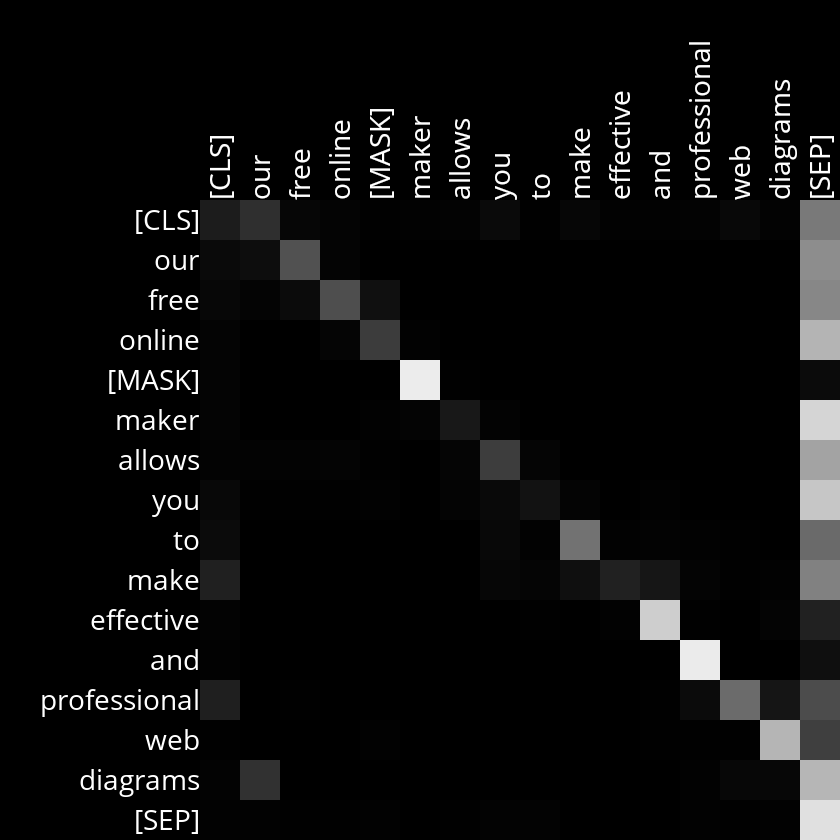 [CLS]
our
free
online
[MASK]
maker
allows
you
to
make
effective
and
professional
web
diagrams
[SEP]
[CLS]
our
free
online
[MASK]
maker
allows
you
to
make
effective
and
professional
web
diagrams
[SEP]